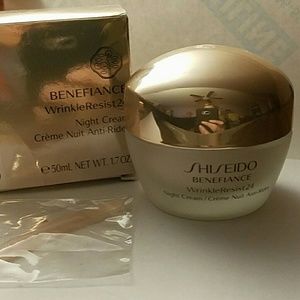 BENEFIANCE
WrinkleResist24
Night Cream
Crème Nuit Anti-Rides
50mL NET WT. 1.7 OZ
SHISEIDO
BENEFIANCE
WrinkleResist24
Night Cream / Crème Nuit Anti-Rides